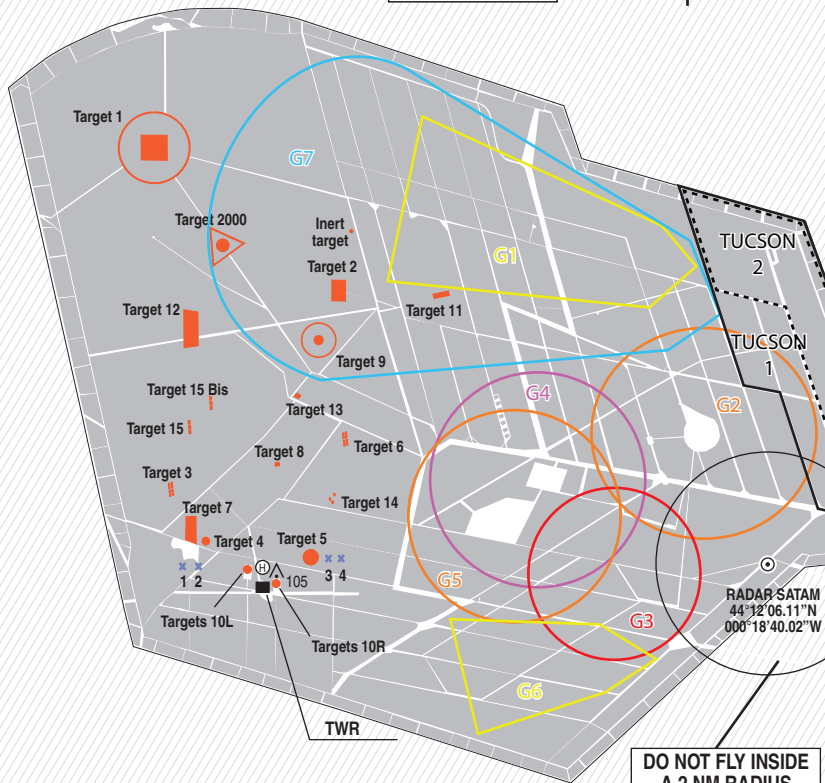 Target 1
G7
Target 2000
Inert
target
G1
TUCSON
2
Target 2
Target 12
Target 11
TUCSON
1
Target 9
Target 15 Bis
Target 13
G4
G2
Target 15
Target 6
Target 8
Target 3
Target 14
Target 7
Target 4
Target 5
H
105
3 4
1 2
G5
RADAR SATAM
44°12'06.11"N
000°18'40.02"W
Targets 10L
G3
Targets 10R
G6
TWR
DO NOT FLY INSIDE
A 2 NM RADIUS